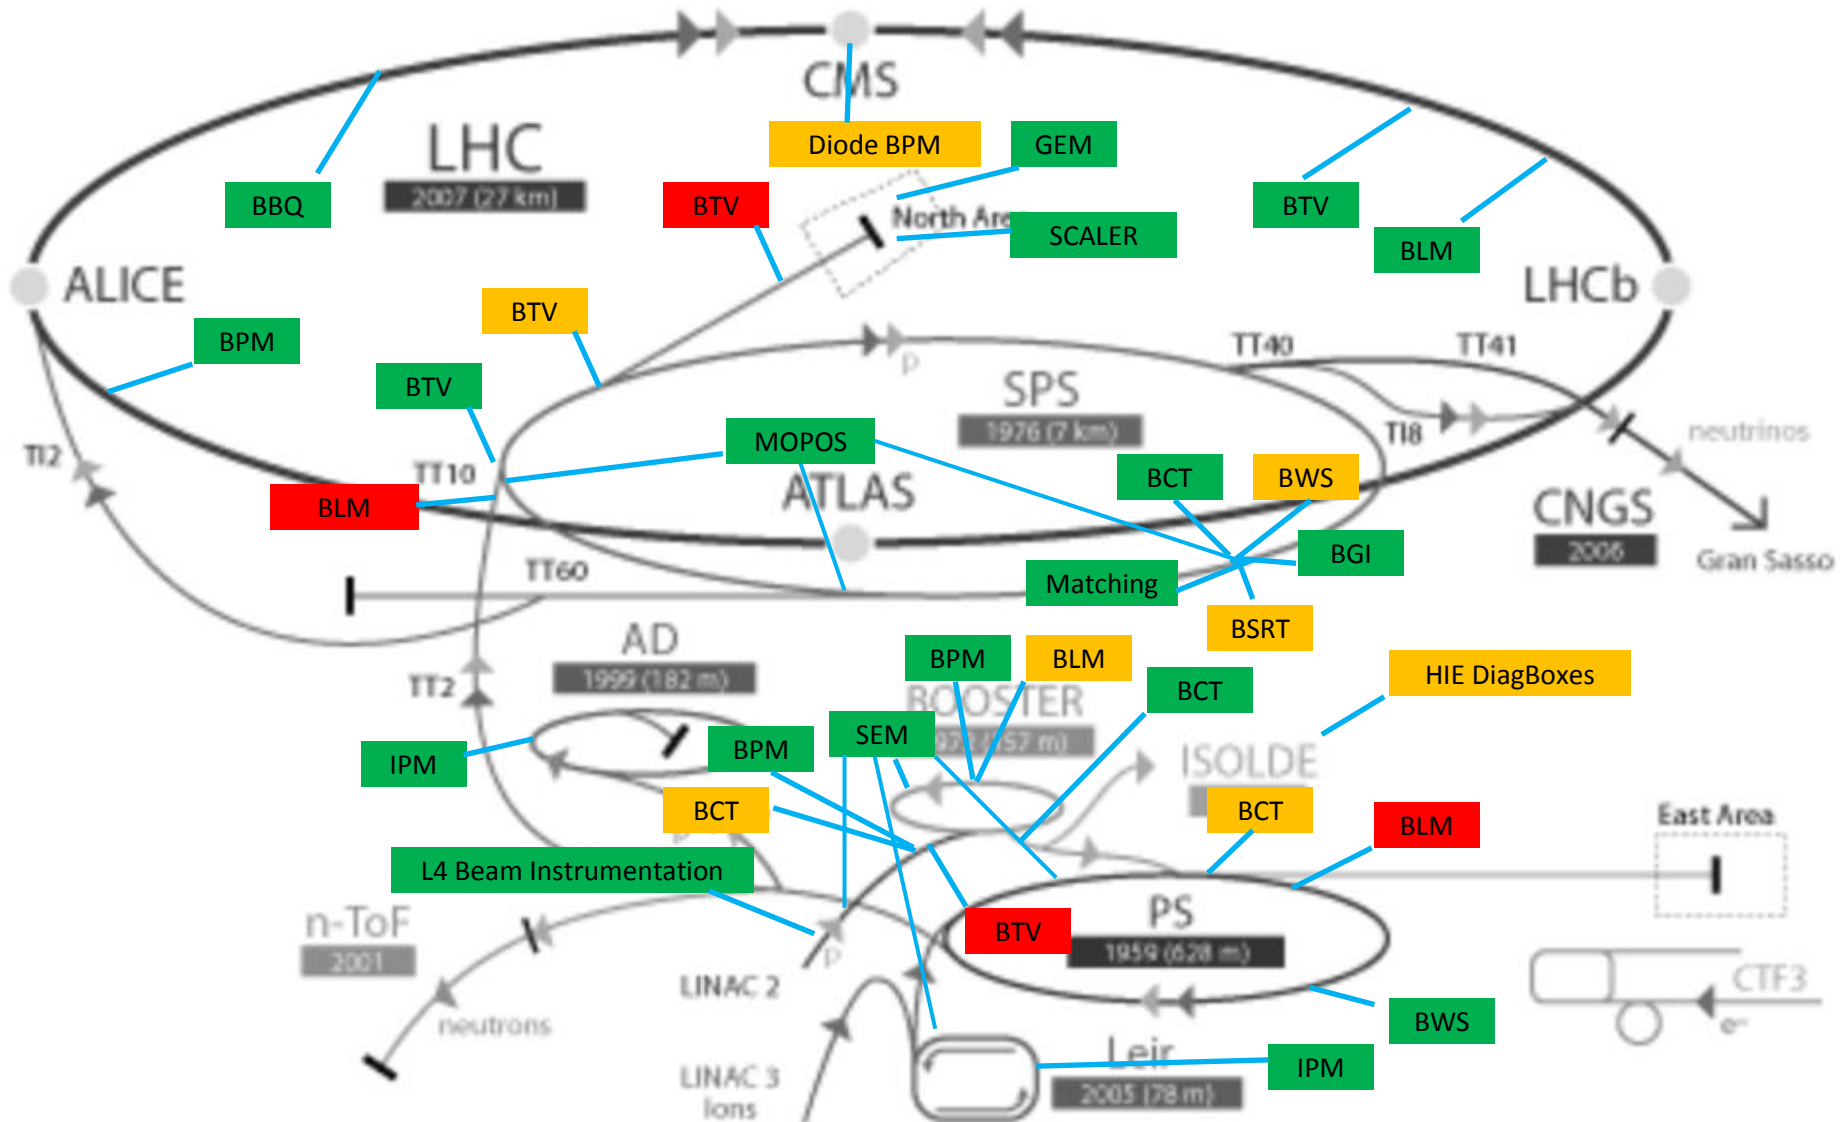 CMS
LHC
2007 (27 km)
Diode BPM
GEM
BBQ
BTV
North Area
SCALER
BTV
BLM
ALICE
LHCb
BTV
BPM
BTV
P
TT40
TT41
SPS
1976 (7 km)
TI8
neutrinos
TI2
TT10
MOPOS
BLM
ATLAS
BCT
BWS
CNGS
2006
Gran Sasso
BGI
TT60
Matching
BSRT
AD
1999 (182 m)
TT2
BPM
BLM
BCT
HIE DiagBoxes
BOOSTER
(157 m)
IPM
BPM
SEM
ISOLDE
BCT
BCT
BLM
East Area
P
L4 Beam Instrumentation
n-ToF
2001
PS
1959 (628 m)
BTV
P
LINAC 2
CTF3
e-
neutrons
BWS
Leir
2005 (78 m)
IPM
LINAC 3
Ions